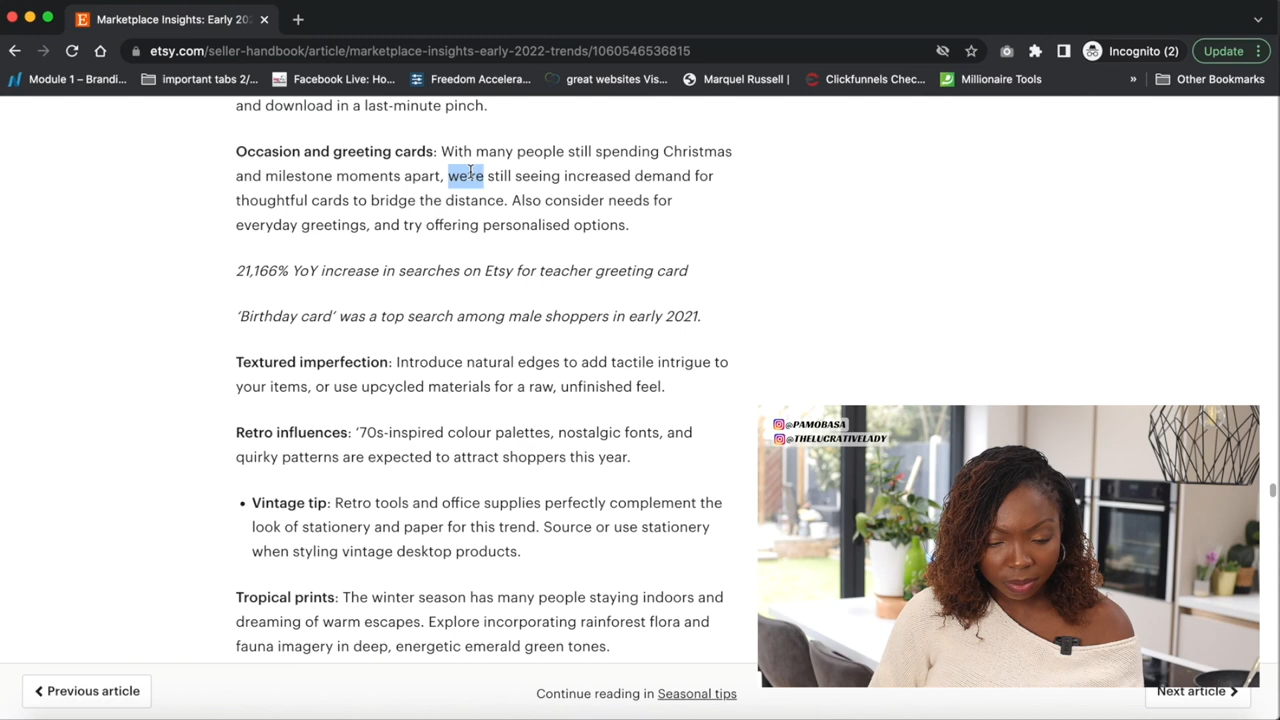 Marketplace Insights: Early 202
etsy.com/seller-handbook/article/marketplace-insights-early-2022-trends/1060546536815
Incognito (2)
Update
Module 1 – Brandi...
important tabs 2/...
Facebook Live: Ho...
Freedom Accelera...
great websites Vis...
Marquel Russell |
Clickfunnels Chec...
Millionaire Tools
»
Other Bookmarks
and download in a last-minute pinch.
Occasion and greeting cards: With many people still spending Christmas
and milestone moments apart, we're still seeing increased demand for
thoughtful cards to bridge the distance. Also consider needs for
everyday greetings, and try offering personalised options.
21,166% YoY increase in searches on Etsy for teacher greeting card
'Birthday card' was a top search among male shoppers in early 2021.
Textured imperfection: Introduce natural edges to add tactile intrigue to
your items, or use upcycled materials for a raw, unfinished feel.
Retro influences: '70s-inspired colour palettes, nostalgic fonts, and
quirky patterns are expected to attract shoppers this year.
• Vintage tip: Retro tools and office supplies perfectly complement the
look of stationery and paper for this trend. Source or use stationery
when styling vintage desktop products.
Tropical prints: The winter season has many people staying indoors and
dreaming of warm escapes. Explore incorporating rainforest flora and
fauna imagery in deep, energetic emerald green tones.
@PAMOBASA
@THELUCRATIVELADY
Previous article
Continue reading in Seasonal tips
Next article